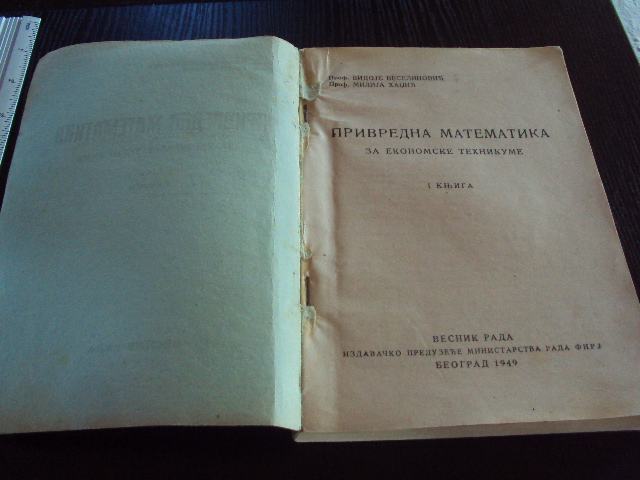 Проф. ВИДОЈЕ ВЕСЕЛИНОВИЋ
Проф. МИЛИЈА ХАЏИЋ
ПРИВРЕДНА МАТЕМАТИКА
ЗА ЕКОНОМСКЕ ТЕХНИКУМЕ
I КЊИГА
ВЕСНИК РАДА
ИЗДАВАЧКО ПРЕДУЗЕЋЕ МИНИСТАРСТВА РАДА ФНРЈ
БЕОГРАД 1949